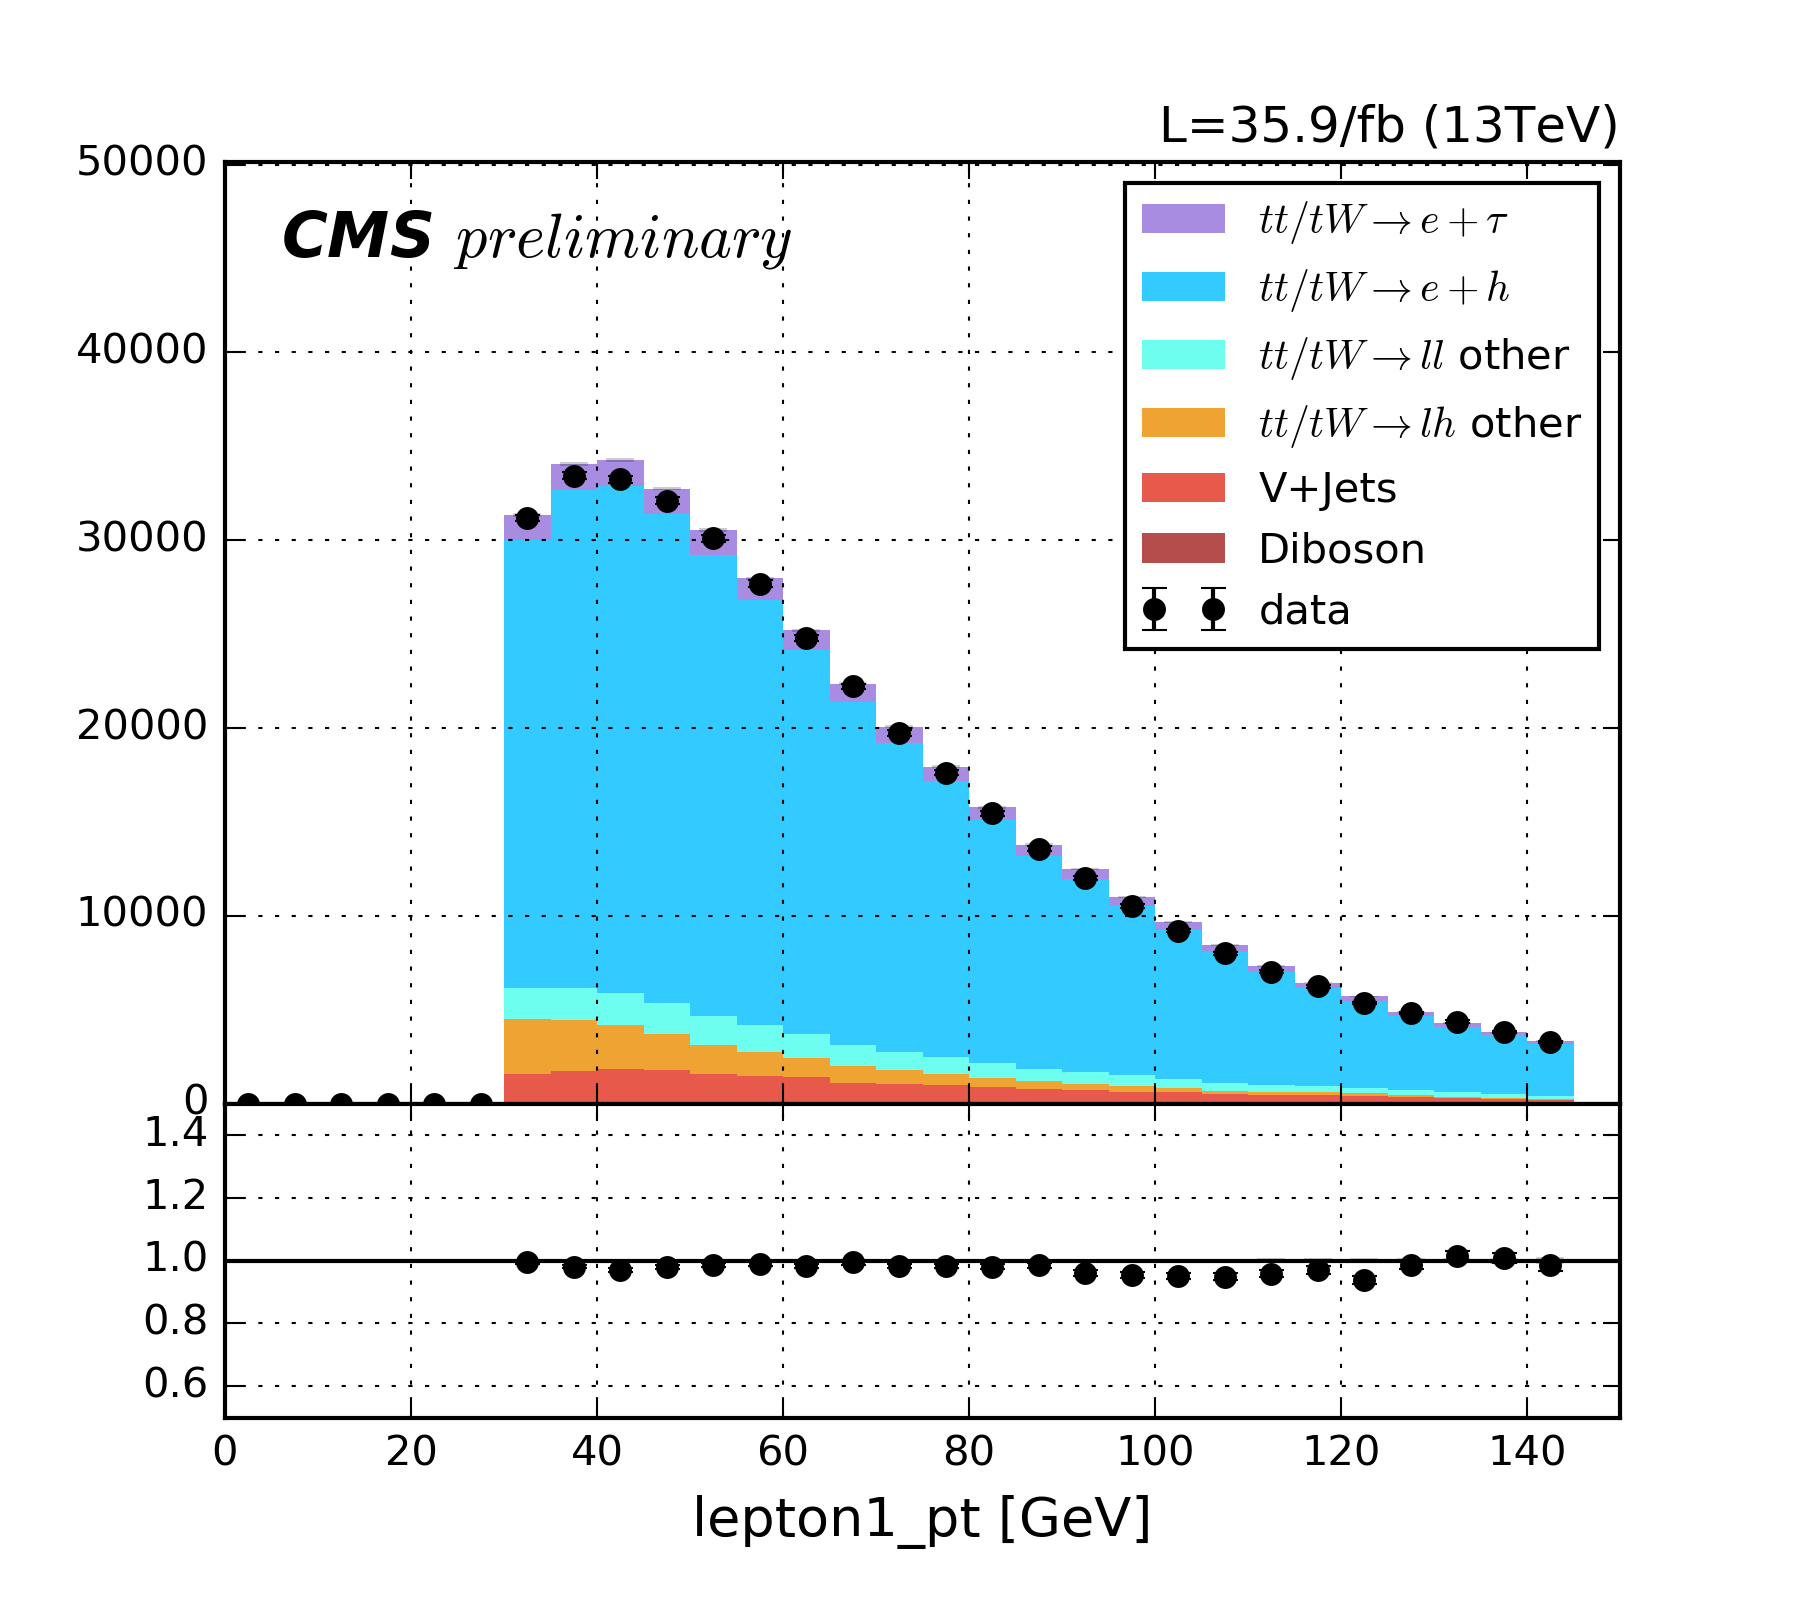 L=35.9/fb (13TeV)
CMS preliminary
50000
40000
30000
20000
10000
0
tt/tW→e+τ
tt/tW→e+h
tt/tW→ll other
tt/tW→lh other
V+Jets
Diboson
data
1.4
1.2
1.0
0.8
0.6
0 20 40 60 80 100 120 140
lepton1_pt [GeV]